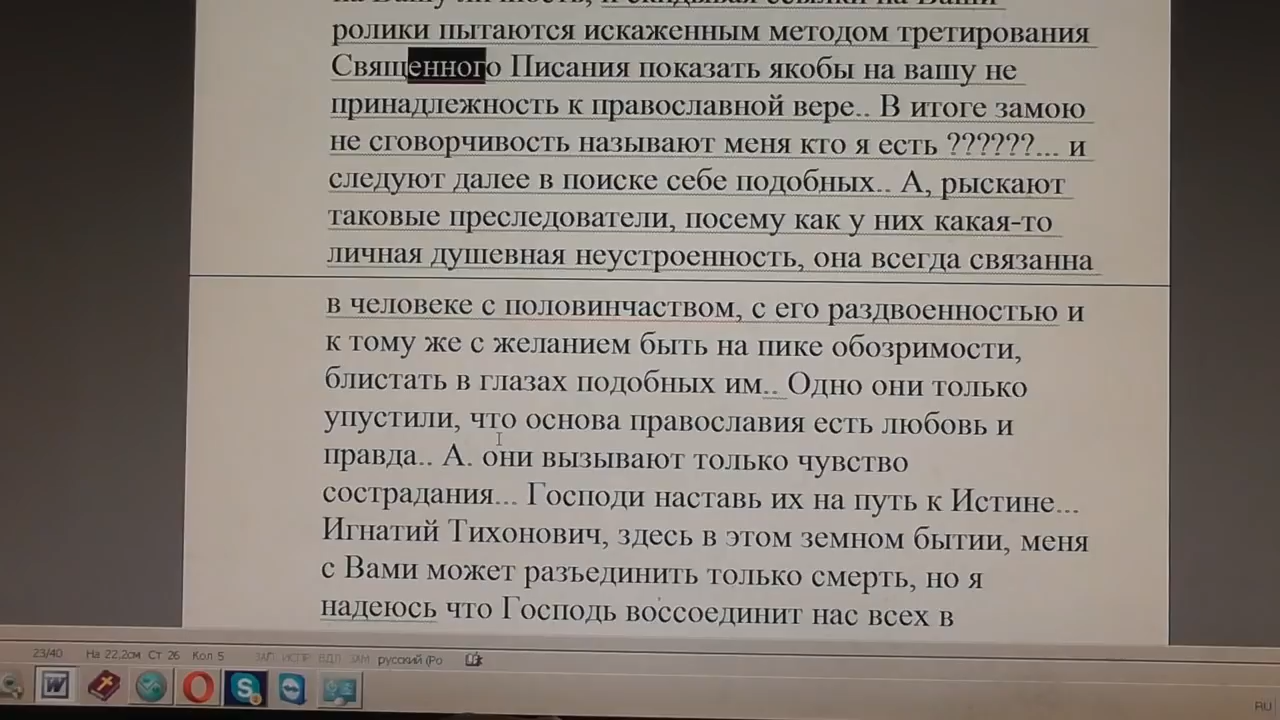 ролики пытаются искаженным методом третирования
Священного Писания показать якобы на вашу не
принадлежность к православной вере.. В итоге замою
не сговорчивость называют меня кто я есть ??????... и
следуют далее в поиске себе подобных.. А, рыскают
таковые преследователи, посему как у них какая-то
личная душевная неустроенность, она всегда связанна
в человеке с половинчаством, с его раздвоенностью и
к тому же с желанием быть на пике обозримости,
блистать в глазах подобных им.. Одно они только
упустили, что основа православия есть любовь и
правда.. А. они вызывают только чувство
сострадания... Господи наставь их на путь к Истине...
Игнатий Тихонович, здесь в этом земном бытии, меня
с Вами может разъединить только смерть, но я
надеюсь что Господь воссоединит нас всех в
23/40 На 22,2см Ст 26 Кол 5 ЗАП ИСПР ВДЛ ЗАМ русский (Ро
RU